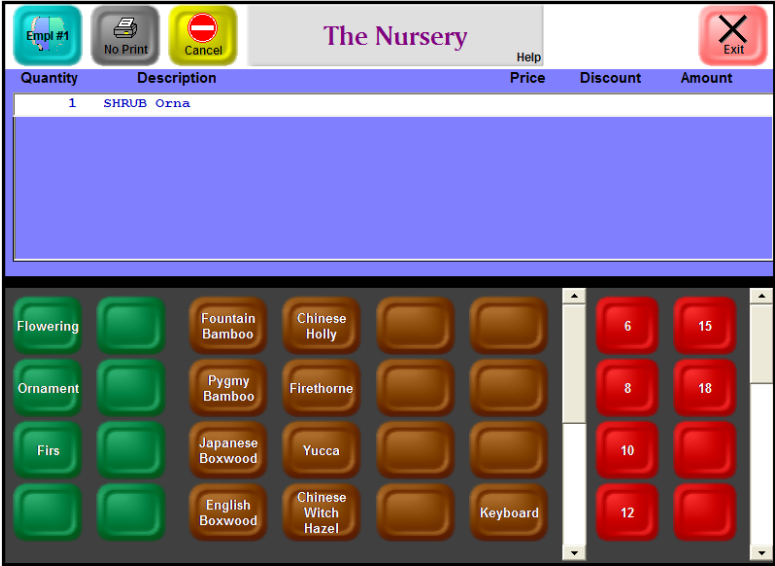 Empl #1
No Print
Cancel
The Nursery
Help
Exit
Quantity Description Price Discount Amount
1 SHRUB Orna
Flowering
Fountain
Bamboo
Chinese
Holly
6
15
Ornament
Pygmy
Bamboo
Firethorne
8
18
Firs
Japanese
Boxwood
Yucca
10
English
Boxwood
Chinese
Witch
Hazel
Keyboard
12